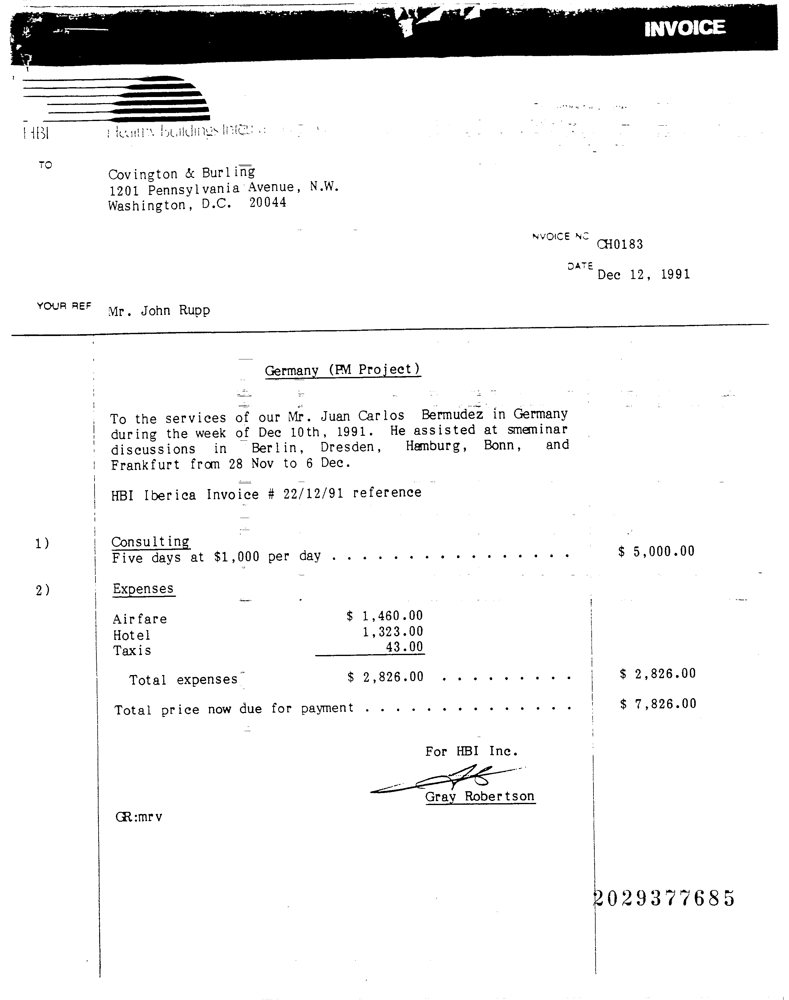 INVOICE
HBI Healthy Buildings
TO
Covington & Burling
1201 Pennsylvania Avenue, N.W.
Washington, D.C. 20044
NVOICE NC CH0183
DATE Dec 12, 1991
YOUR REF Mr. John Rupp
Germany (PM Project)
To the services of our Mr. Juan Carlos Bermudez in Germany
during the week of Dec 10th, 1991. He assisted at smeminar
discussions in Berlin, Dresden, Hamburg, Bonn, and
Frankfurt from 28 Nov to 6 Dec.
HBI Iberica Invoice # 22/12/91 reference
1) Consulting
Five days at $1,000 per day . . . . . . . . . . . . . . . . $ 5,000.00
2) Expenses
Airfare $ 1,460.00
Hotel 1,323.00
Taxis 43.00
Total expenses $ 2,826.00 . . . . . . . . . $ 2,826.00
Total price now due for payment . . . . . . . . . . . . . . $ 7,826.00
For HBI Inc.
Gray Robertson
GR:mrv
2029377685